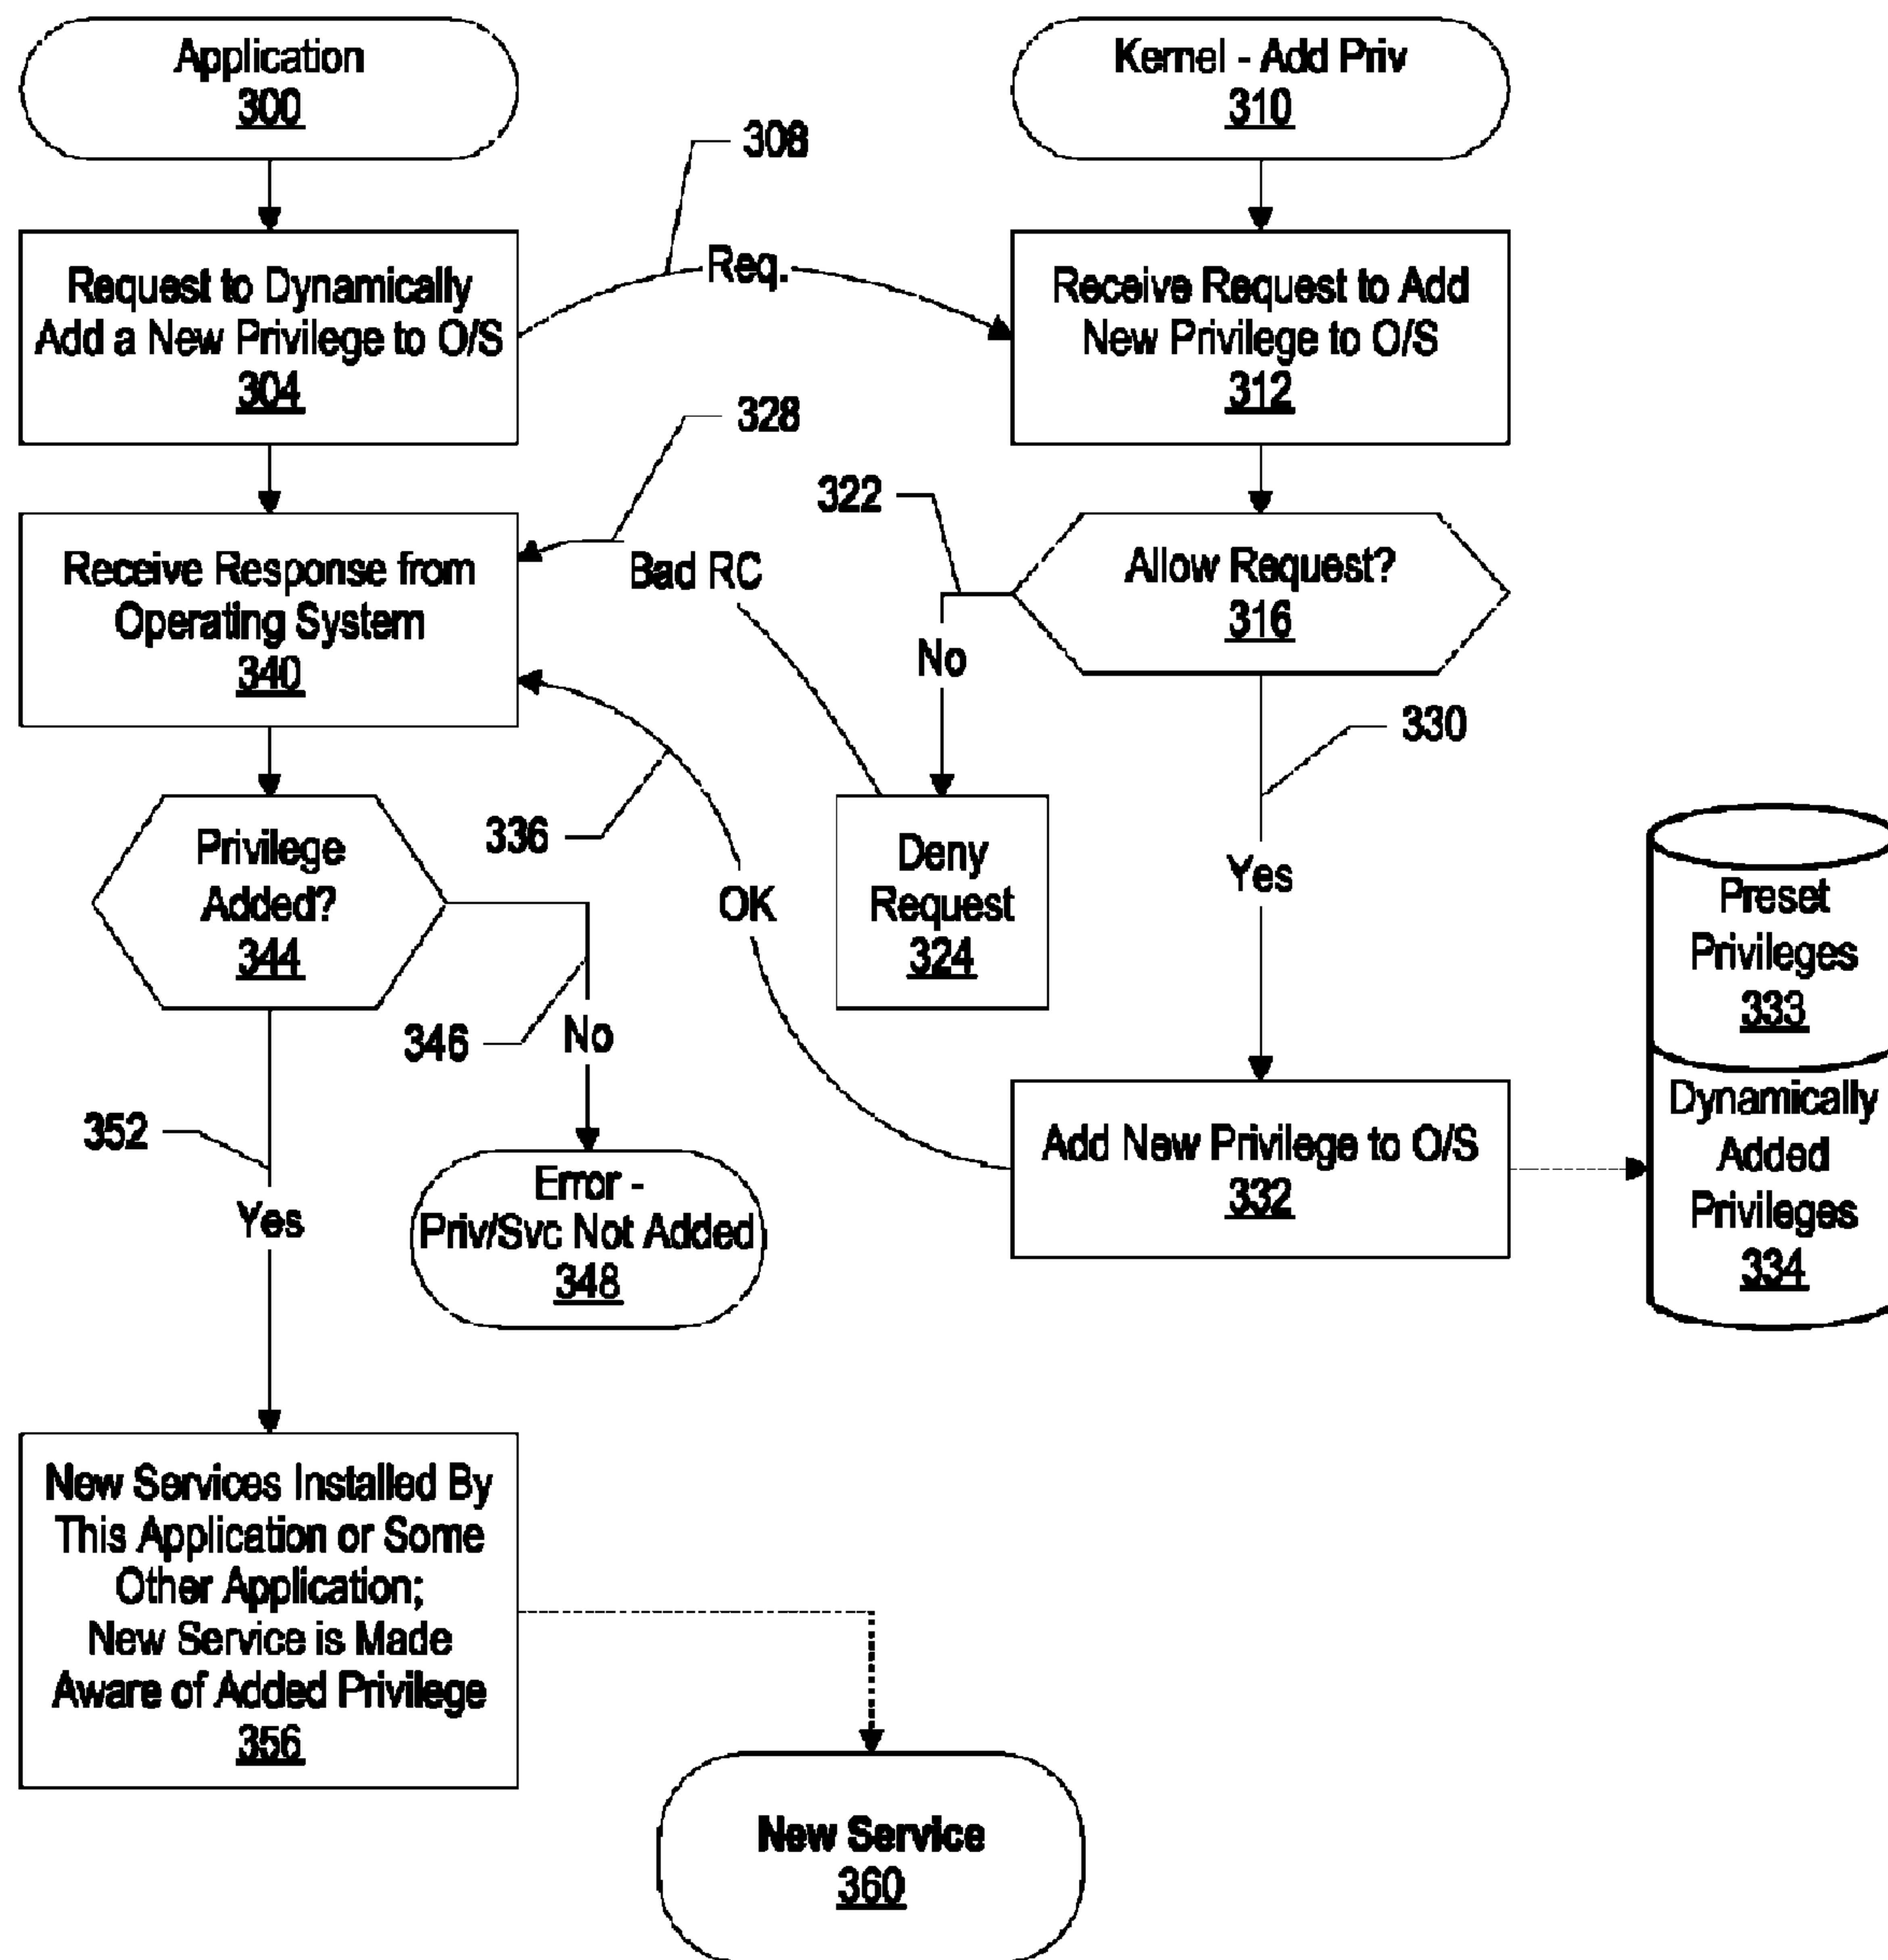 Application
300
Kernel - Add Priv
310
308
Request to Dynamically
Add a New Privilege to O/S
304
Req.
Receive Request to Add
New Privilege to O/S
312
328
322
Receive Response from
Operating System
340
Bad RC
Allow Request?
316
No
330
336
Privilege
Added?
344
OK
Deny
Request
324
Yes
Preset
Privileges
333
346
No
352
Yes
Error -
Priv/Svc Not Added
348
Add New Privilege to O/S
332
Dynamically
Added
Privileges
334
New Services Installed By
This Application or Some
Other Application;
New Service is Made
Aware of Added Privilege
356
New Service
360